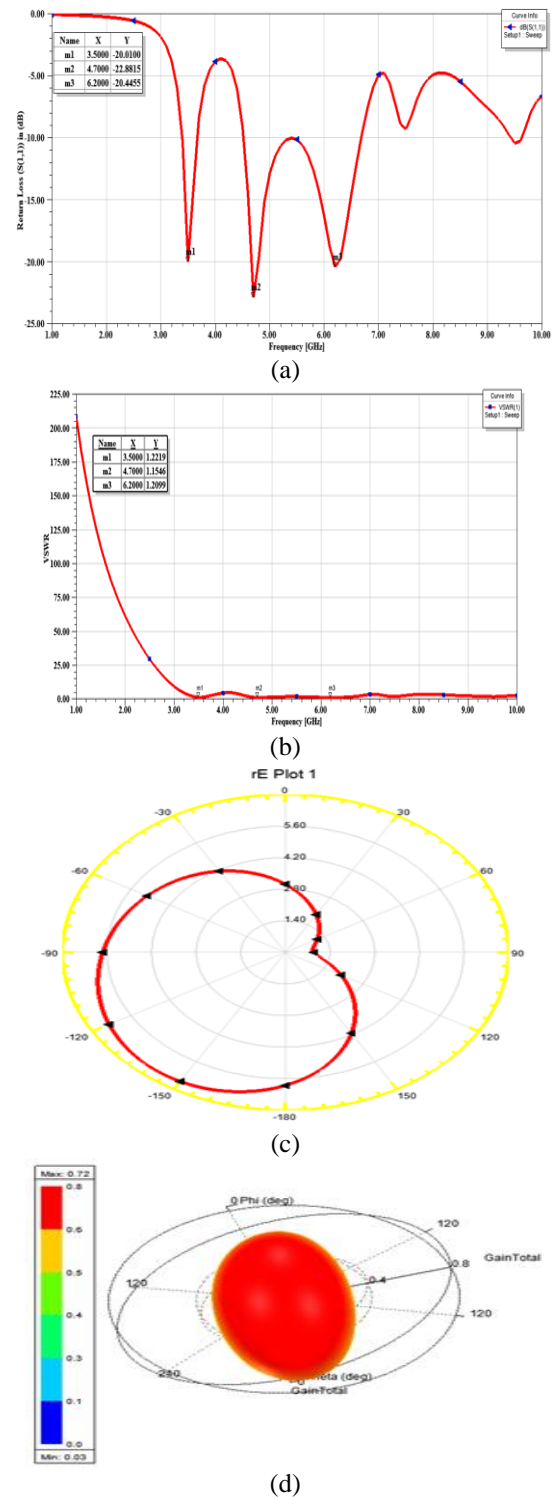 0.00
-5.00
-10.00
-15.00
-20.00
-25.00
Return Loss (S(1,1)) in (dB)
Name X Y
m1 3.5000 -20.0100
m2 4.7000 -22.8815
m3 6.2000 -20.4455
Curve Info
dB(S(1,1))
Setup1 : Sweep
m1
m2
m3
1.00 2.00 3.00 4.00 5.00 6.00 7.00 8.00 9.00 10.00
Frequency [GHz]
(a)
225.00
200.00
175.00
150.00
125.00
100.00
75.00
50.00
25.00
0.00
VSWR
Name X Y
m1 3.5000 1.2219
m2 4.7000 1.1546
m3 6.2000 1.2099
Curve Info
VSWR(1)
Setup1 : Sweep
m1 m2 m3
1.00 2.00 3.00 4.00 5.00 6.00 7.00 8.00 9.00 10.00
Frequency [GHz]
(b)
rE Plot 1
0
-30 30
5.60
4.20
-60 60
2.80
1.40
-90 90
-120 120
-150 150
-180
(c)
Max: 0.72
0.8
0.6
0.5
0.4
0.3
0.1
0.0
Min: 0.03
0 Phi (deg)
120
GainTotal
0.8
0.4
120
120
GainTotal
(d)